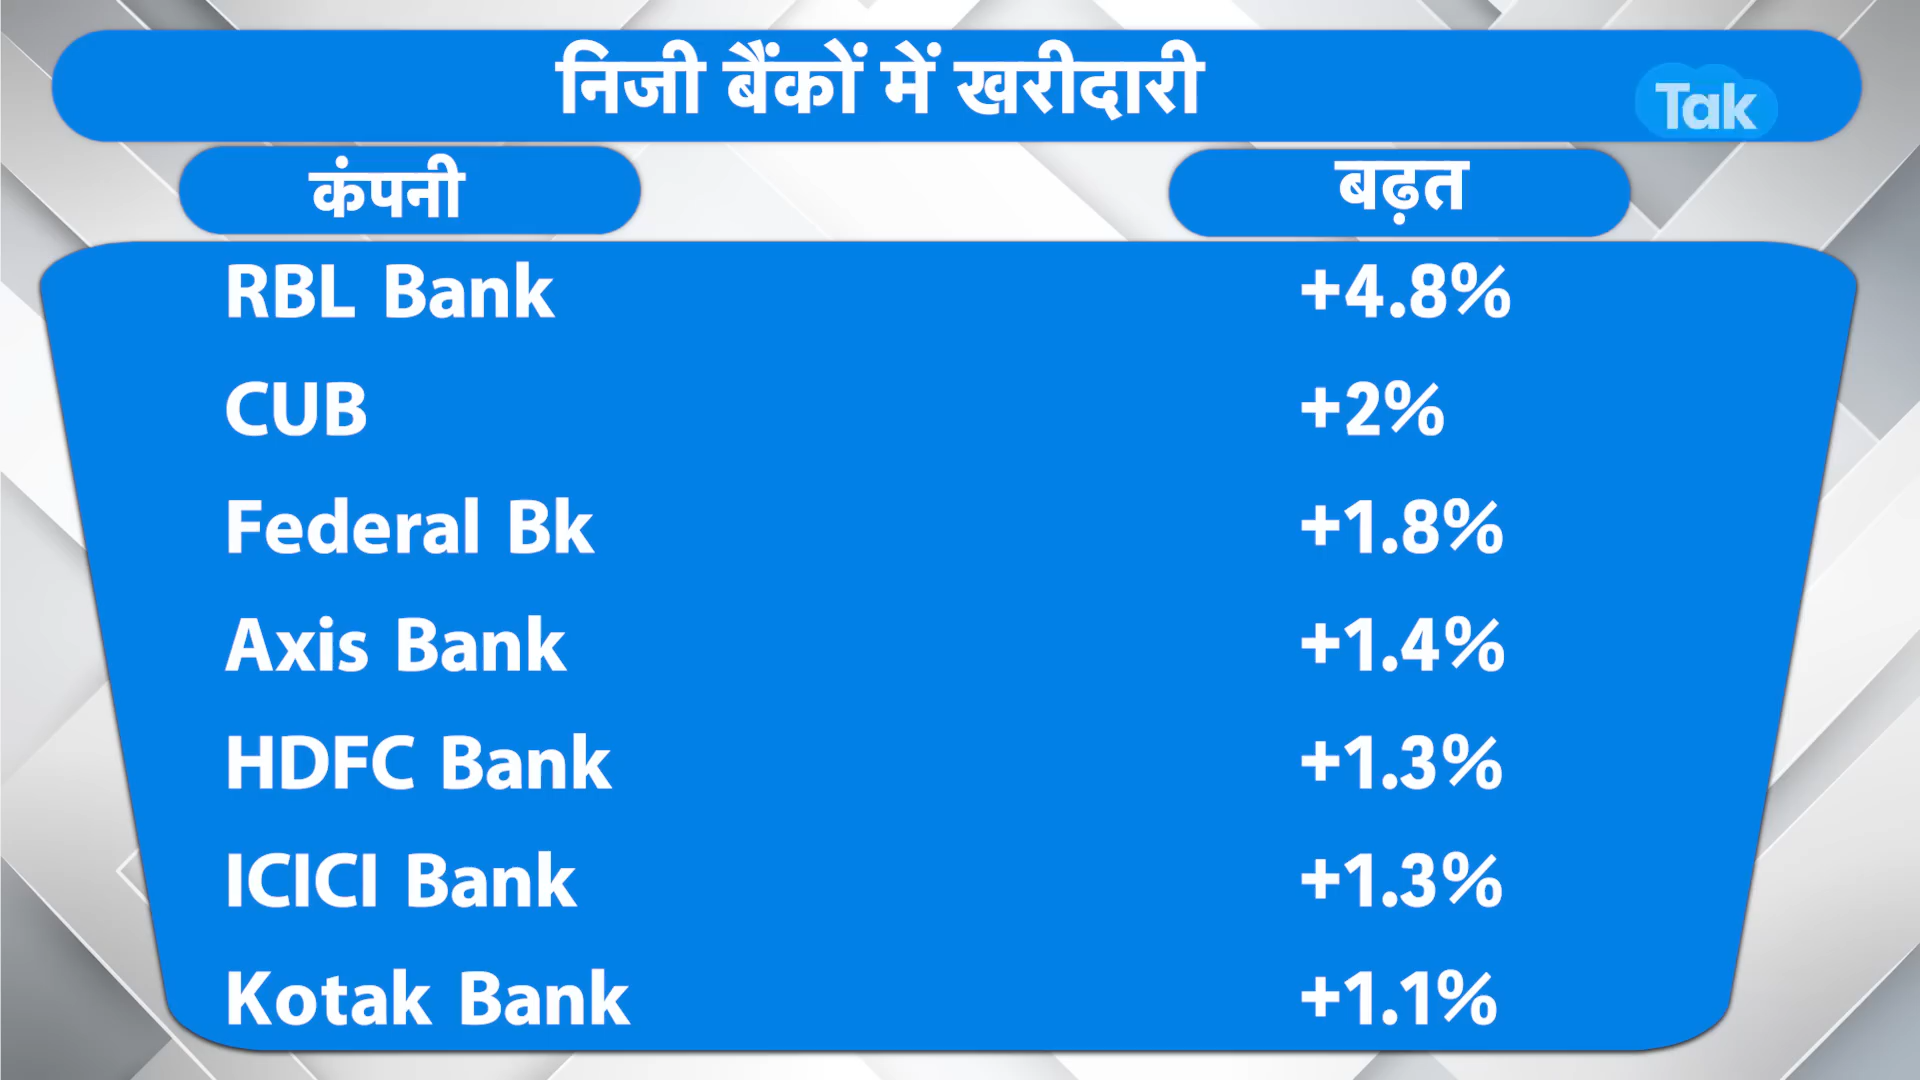 निजी बैंकों में खरीदारी
Tak
कंपनी बढ़त
RBL Bank +4.8%
CUB +2%
Federal Bk +1.8%
Axis Bank +1.4%
HDFC Bank +1.3%
ICICI Bank +1.3%
Kotak Bank +1.1%